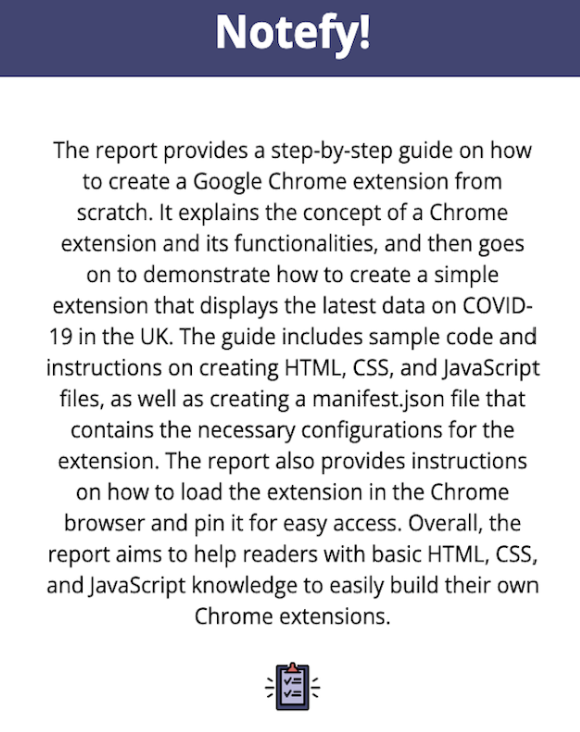 Notefy!
The report provides a step-by-step guide on how
to create a Google Chrome extension from
scratch. It explains the concept of a Chrome
extension and its functionalities, and then goes
on to demonstrate how to create a simple
extension that displays the latest data on COVID-
19 in the UK. The guide includes sample code and
instructions on creating HTML, CSS, and JavaScript
files, as well as creating a manifest.json file that
contains the necessary configurations for the
extension. The report also provides instructions
on how to load the extension in the Chrome
browser and pin it for easy access. Overall, the
report aims to help readers with basic HTML, CSS,
and JavaScript knowledge to easily build their own
Chrome extensions.